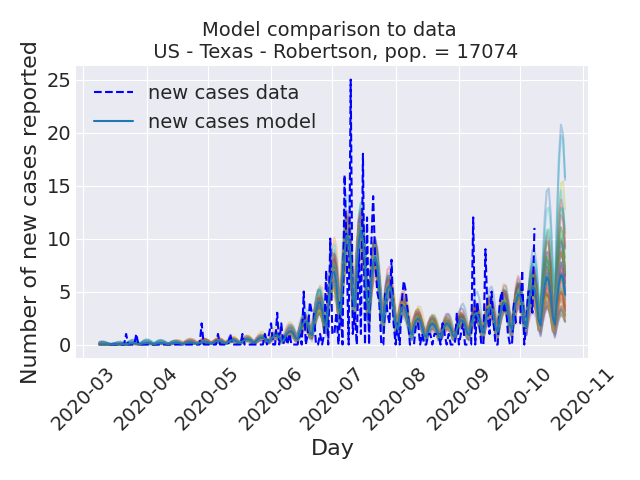 Model comparison to data
US - Texas - Robertson, pop. = 17074
Number of new cases reported
25
20
15
10
5
0
new cases data
new cases model
2020-03
2020-04
2020-05
2020-06
2020-07
2020-08
2020-09
2020-10
2020-11
Day